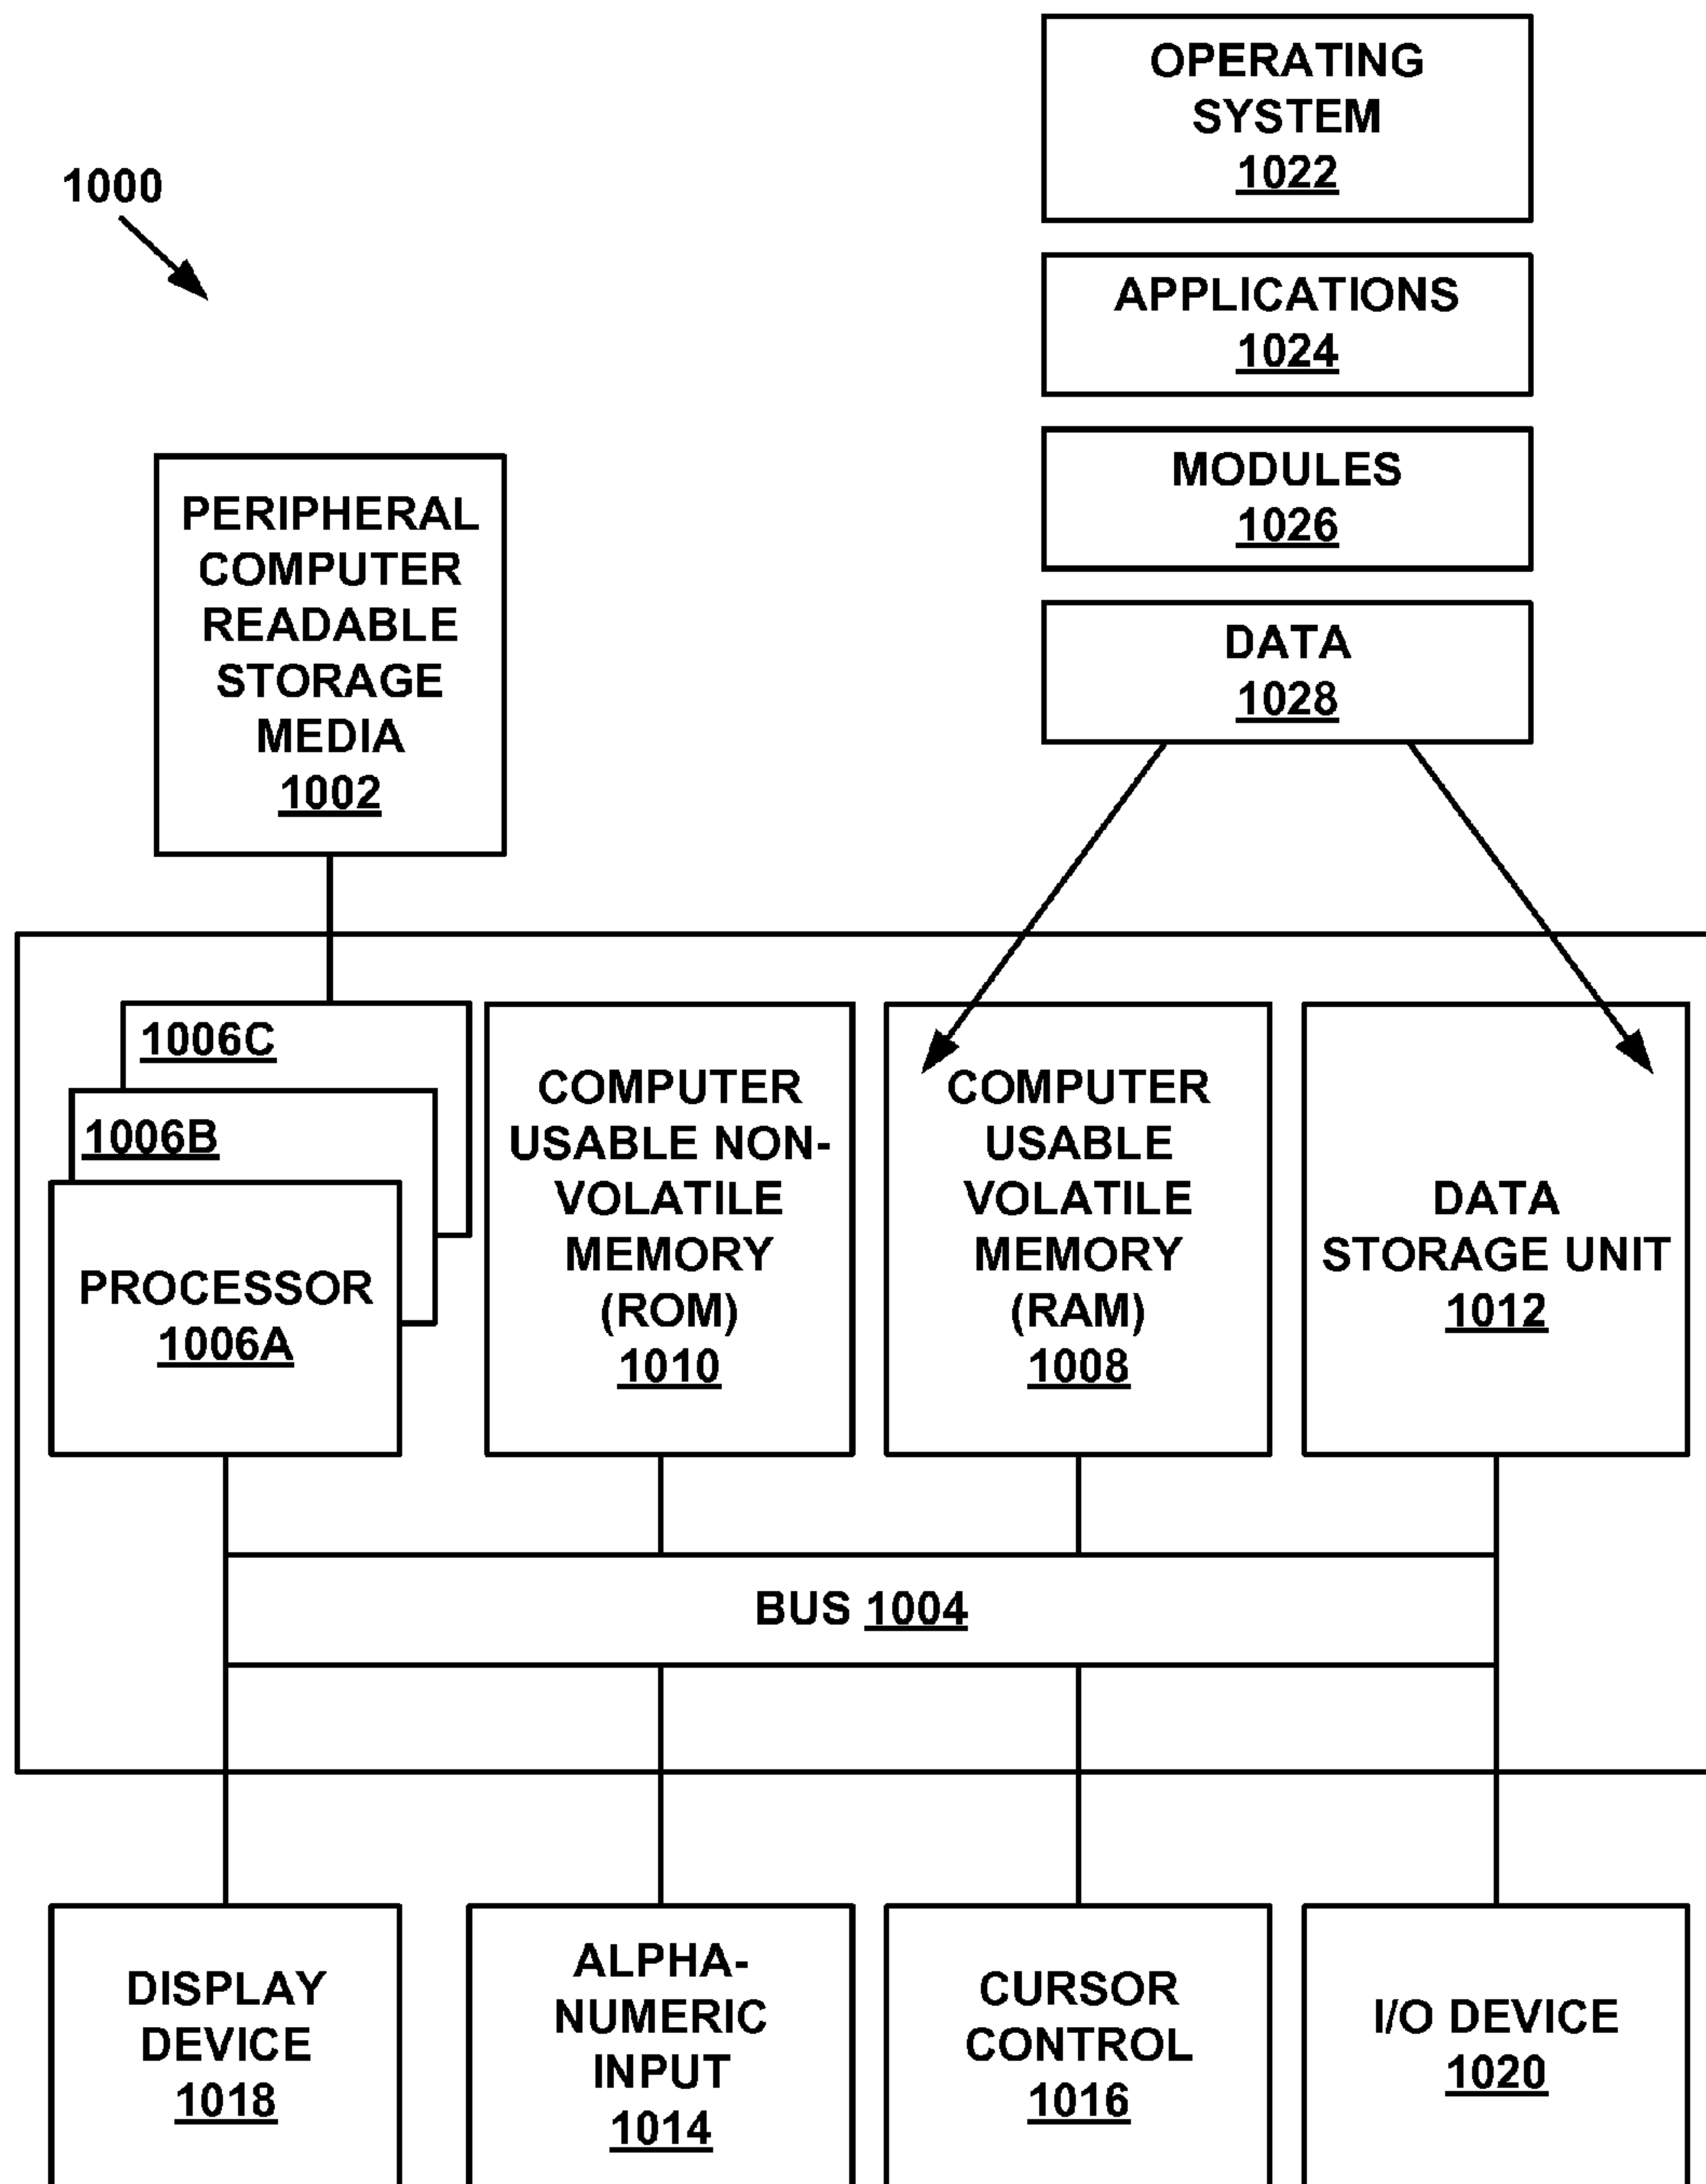 OPERATING
SYSTEM
1022
1000
APPLICATIONS
1024
MODULES
1026
PERIPHERAL
COMPUTER
READABLE
STORAGE
MEDIA
1002
DATA
1028
1006C
1006B
PROCESSOR
1006A
COMPUTER
USABLE NON-
VOLATILE
MEMORY
(ROM)
1010
COMPUTER
USABLE
VOLATILE
MEMORY
(RAM)
1008
DATA
STORAGE UNIT
1012
BUS 1004
DISPLAY
DEVICE
1018
ALPHA-
NUMERIC
INPUT
1014
CURSOR
CONTROL
1016
I/O DEVICE
1020